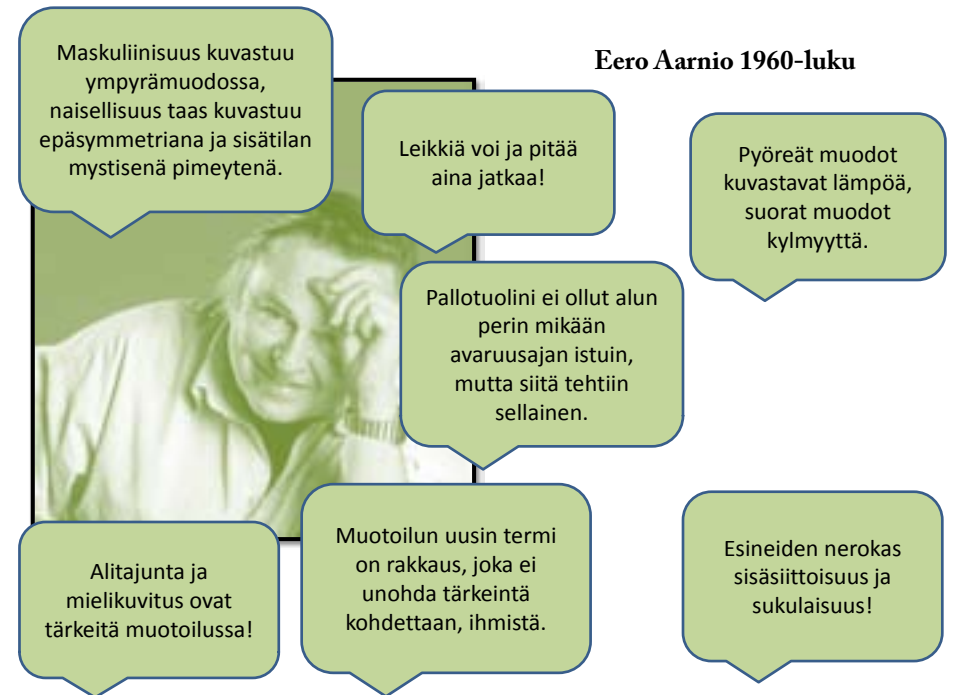 Eero Aarnio 1960-luku
Maskuliinisuus kuvastuu
ympyrämuodossa,
naisellisuus taas kuvastuu
epäsymmetriana ja sisätilan
mystisenä pimeytenä.
Leikkiä voi ja pitää
aina jatkaa!
Pyöreät muodot
kuvastavat lämpöä,
suorat muodot
kylmyyttä.
Pallotuolini ei ollut alun
perin mikään
avaruusajan istuin,
mutta siitä tehtiin
sellainen.
Alitajunta ja
mielikuvitus ovat
tärkeitä muotoilussa!
Muotoilun uusin termi
on rakkaus, joka ei
unohda tärkeintä
kohdettaan, ihmistä.
Esineiden nerokas
sisäsiittoisuus ja
sukulaisuus!